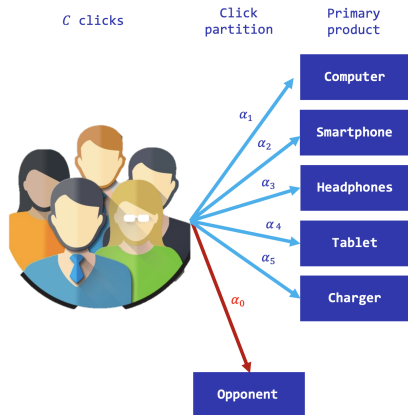 C clicks
Click
partition
Primary
product
Computer
α1
Smartphone
α2
Headphones
α3
Tablet
α4
Charger
α5
α0
Opponent